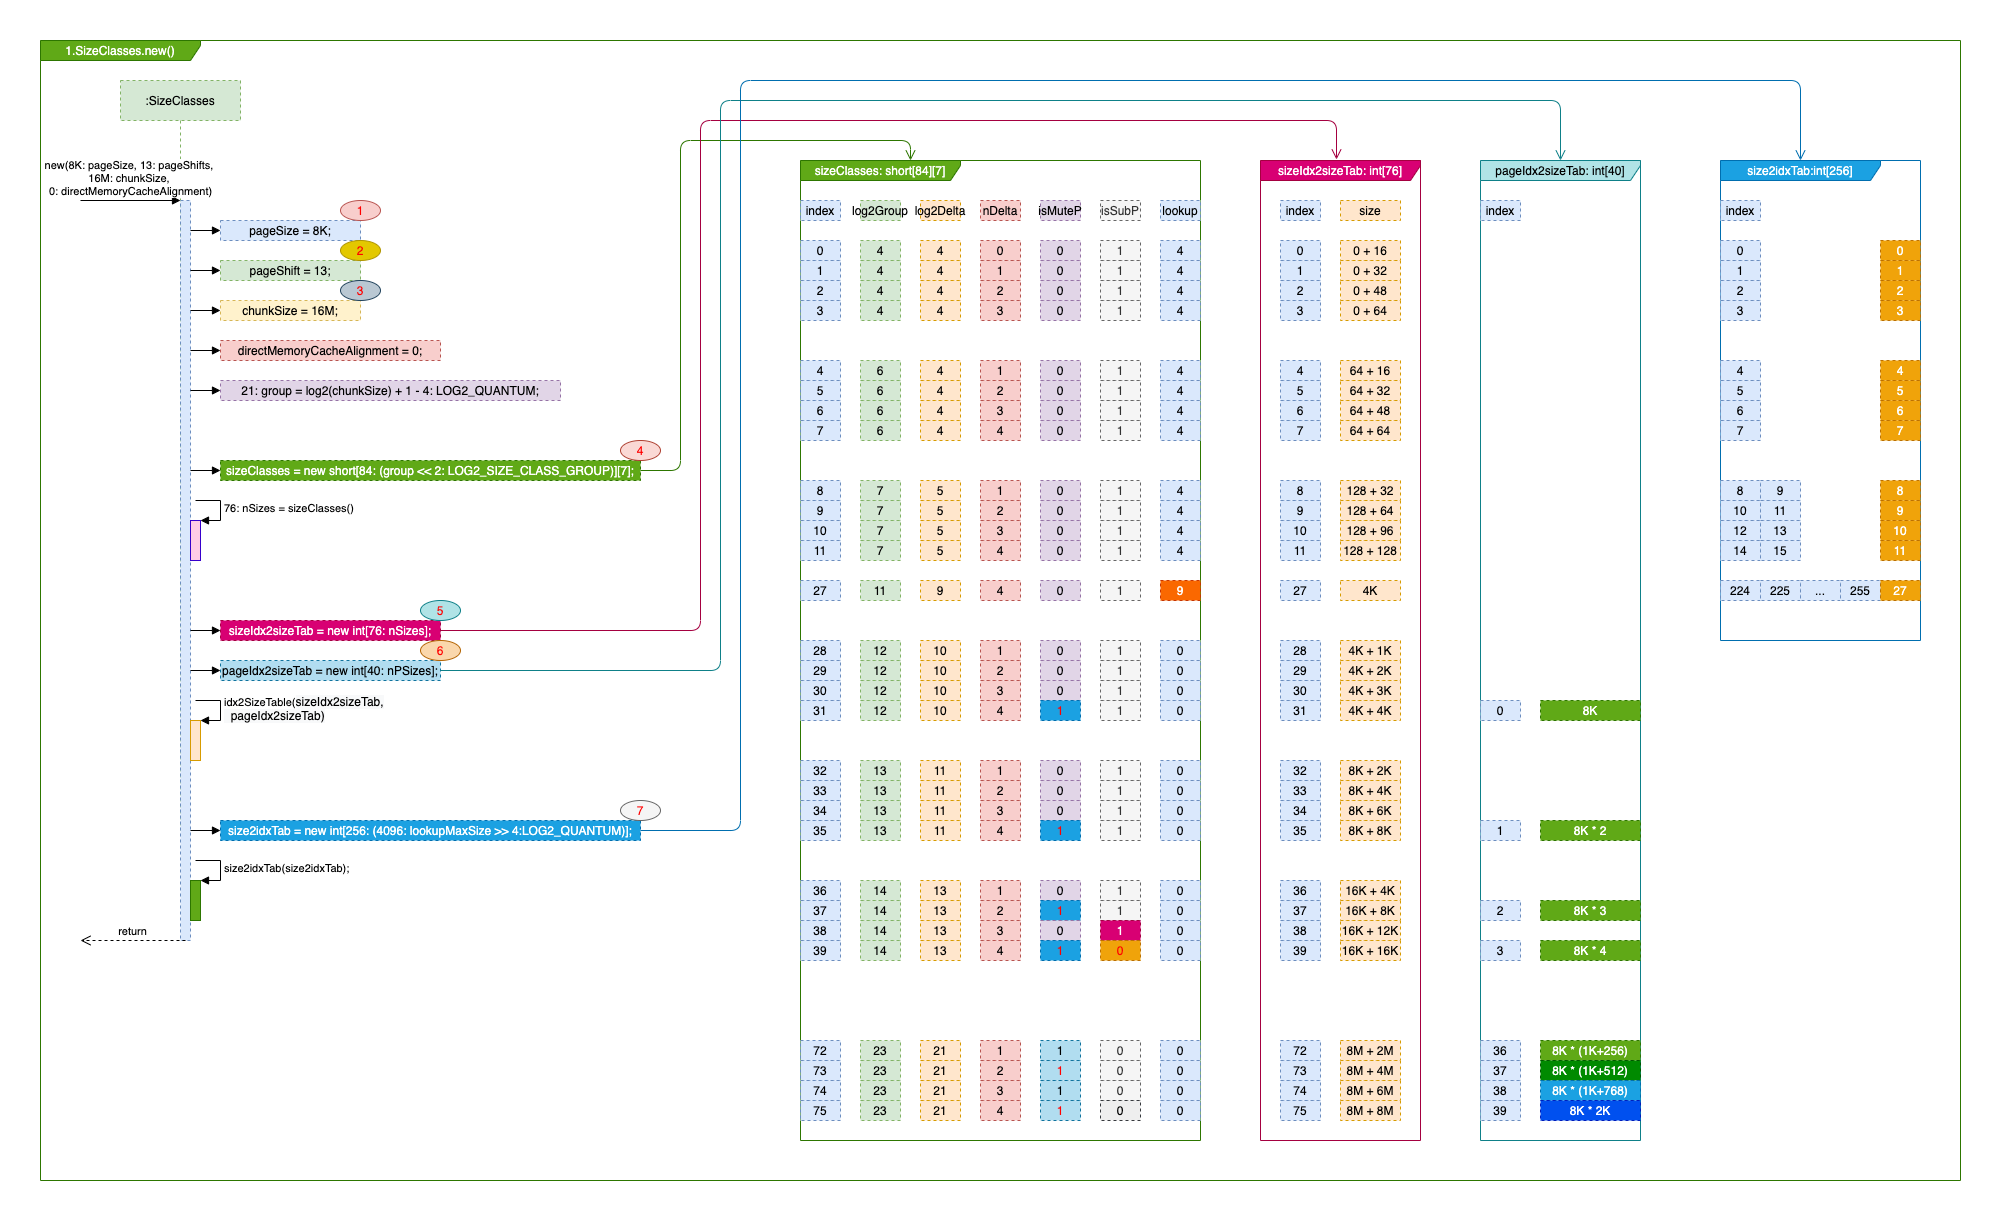 1.SizeClasses.new()
:SizeClasses
new(8K: pageSize, 13: pageShifts,
16M: chunkSize,
0: directMemoryCacheAlignment)
1
pageSize = 8K;
2
pageShift = 13;
3
chunkSize = 16M;
directMemoryCacheAlignment = 0;
21: group = log2(chunkSize) + 1 - 4: LOG2_QUANTUM;
4
sizeClasses = new short[84: (group << 2: LOG2_SIZE_CLASS_GROUP)][7];
76: nSizes = sizeClasses()
5
sizeIdx2sizeTab = new int[76: nSizes];
6
pageIdx2sizeTab = new int[40: nPSizes];
idx2SizeTable(sizeIdx2sizeTab,
pageIdx2sizeTab)
7
size2idxTab = new int[256: (4096: lookupMaxSize >> 4:LOG2_QUANTUM)];
size2idxTab(size2idxTab);
return
sizeClasses: short[84][7]
index log2Group log2Delta nDelta isMuteP isSubP lookup
0 4 4 0 0 1 4
1 4 4 1 0 1 4
2 4 4 2 0 1 4
3 4 4 3 0 1 4
4 6 4 1 0 1 4
5 6 4 2 0 1 4
6 6 4 3 0 1 4
7 6 4 4 0 1 4
8 7 5 1 0 1 4
9 7 5 2 0 1 4
10 7 5 3 0 1 4
11 7 5 4 0 1 4
27 11 9 4 0 1 9
28 12 10 1 0 1 0
29 12 10 2 0 1 0
30 12 10 3 0 1 0
31 12 10 4 1 1 0
32 13 11 1 0 1 0
33 13 11 2 0 1 0
34 13 11 3 0 1 0
35 13 11 4 1 1 0
36 14 13 1 0 1 0
37 14 13 2 1 1 0
38 14 13 3 0 1 0
39 14 13 4 1 0 0
72 23 21 1 1 0 0
73 23 21 2 1 0 0
74 23 21 3 1 0 0
75 23 21 4 1 0 0
sizeIdx2sizeTab: int[76]
index size
0 0 + 16
1 0 + 32
2 0 + 48
3 0 + 64
4 64 + 16
5 64 + 32
6 64 + 48
7 64 + 64
8 128 + 32
9 128 + 64
10 128 + 96
11 128 + 128
27 4K
28 4K + 1K
29 4K + 2K
30 4K + 3K
31 4K + 4K
32 8K + 2K
33 8K + 4K
34 8K + 6K
35 8K + 8K
36 16K + 4K
37 16K + 8K
38 16K + 12K
39 16K + 16K
72 8M + 2M
73 8M + 4M
74 8M + 6M
75 8M + 8M
pageIdx2sizeTab: int[40]
index
0 8K
1 8K * 2
2 8K * 3
3 8K * 4
36 8K * (1K+256)
37 8K * (1K+512)
38 8K * (1K+768)
39 8K * 2K
size2idxTab:int[256]
index
0 0
1 1
2 2
3 3
4 4
5 5
6 6
7 7
8 9 8
10 11 9
12 13 10
14 15 11
224 225 ... 255 27